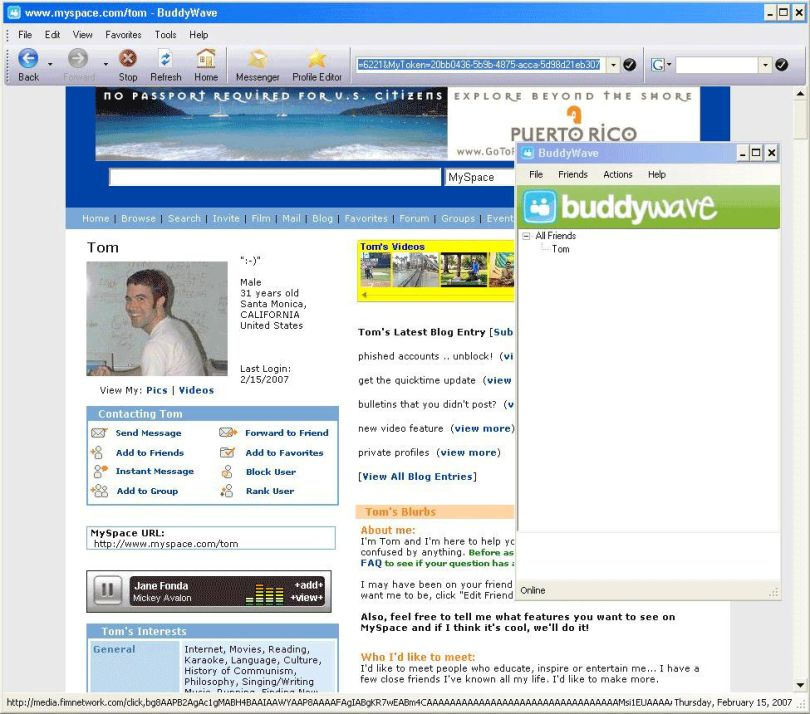 www.myspace.com/tom - BuddyWave
File Edit View Favorites Tools Help
Back Forward Stop Refresh Home Messenger Profile Editor
=6221&MyToken=20bb0436-5b9b-4875-acca-5d98d21eb307
NO PASSPORT REQUIRED FOR U.S. CITIZENS
EXPLORE BEYOND THE SHORE
PUERTO RICO
www.GoTo
MySpace
Home | Browse | Search | Invite | Film | Mail | Blog | Favorites | Forum | Groups | Event
Tom
":-)"
Male
31 years old
Santa Monica,
CALIFORNIA
United States
Last Login:
2/15/2007
View My: Pics | Videos
Contacting Tom
Send Message Forward to Friend
Add to Friends Add to Favorites
Instant Message Block User
Add to Group Rank User
MySpace URL:
http://www.myspace.com/tom
Jane Fonda
Mickey Avalon
+add+
+view+
Tom's Interests
General
Internet, Movies, Reading,
Karaoke, Language, Culture,
History of Communism,
Philosophy, Singing/Writing
Music, Running, Finding New
Tom's Videos
Tom's Latest Blog Entry [Sub
phished accounts .. unblock! (vi
get the quicktime update (view
bulletins that you didn't post? (v
new video feature (view more)
private profiles (view more)
[View All Blog Entries]
Tom's Blurbs
About me:
I'm Tom and I'm here to help yo
confused by anything. Before as
FAQ to see if your question has a
I may have been on your friend
want me to be, click "Edit Friend
Also, feel free to tell me what features you want to see on
MySpace and if I think it's cool, we'll do it!
Who I'd like to meet:
I'd like to meet people who educate, inspire or entertain me... I have a
few close friends I've known all my life. I'd like to make more.
BuddyWave
File Friends Actions Help
buddywave
All Friends
Tom
Online
Thursday, February 15, 2007